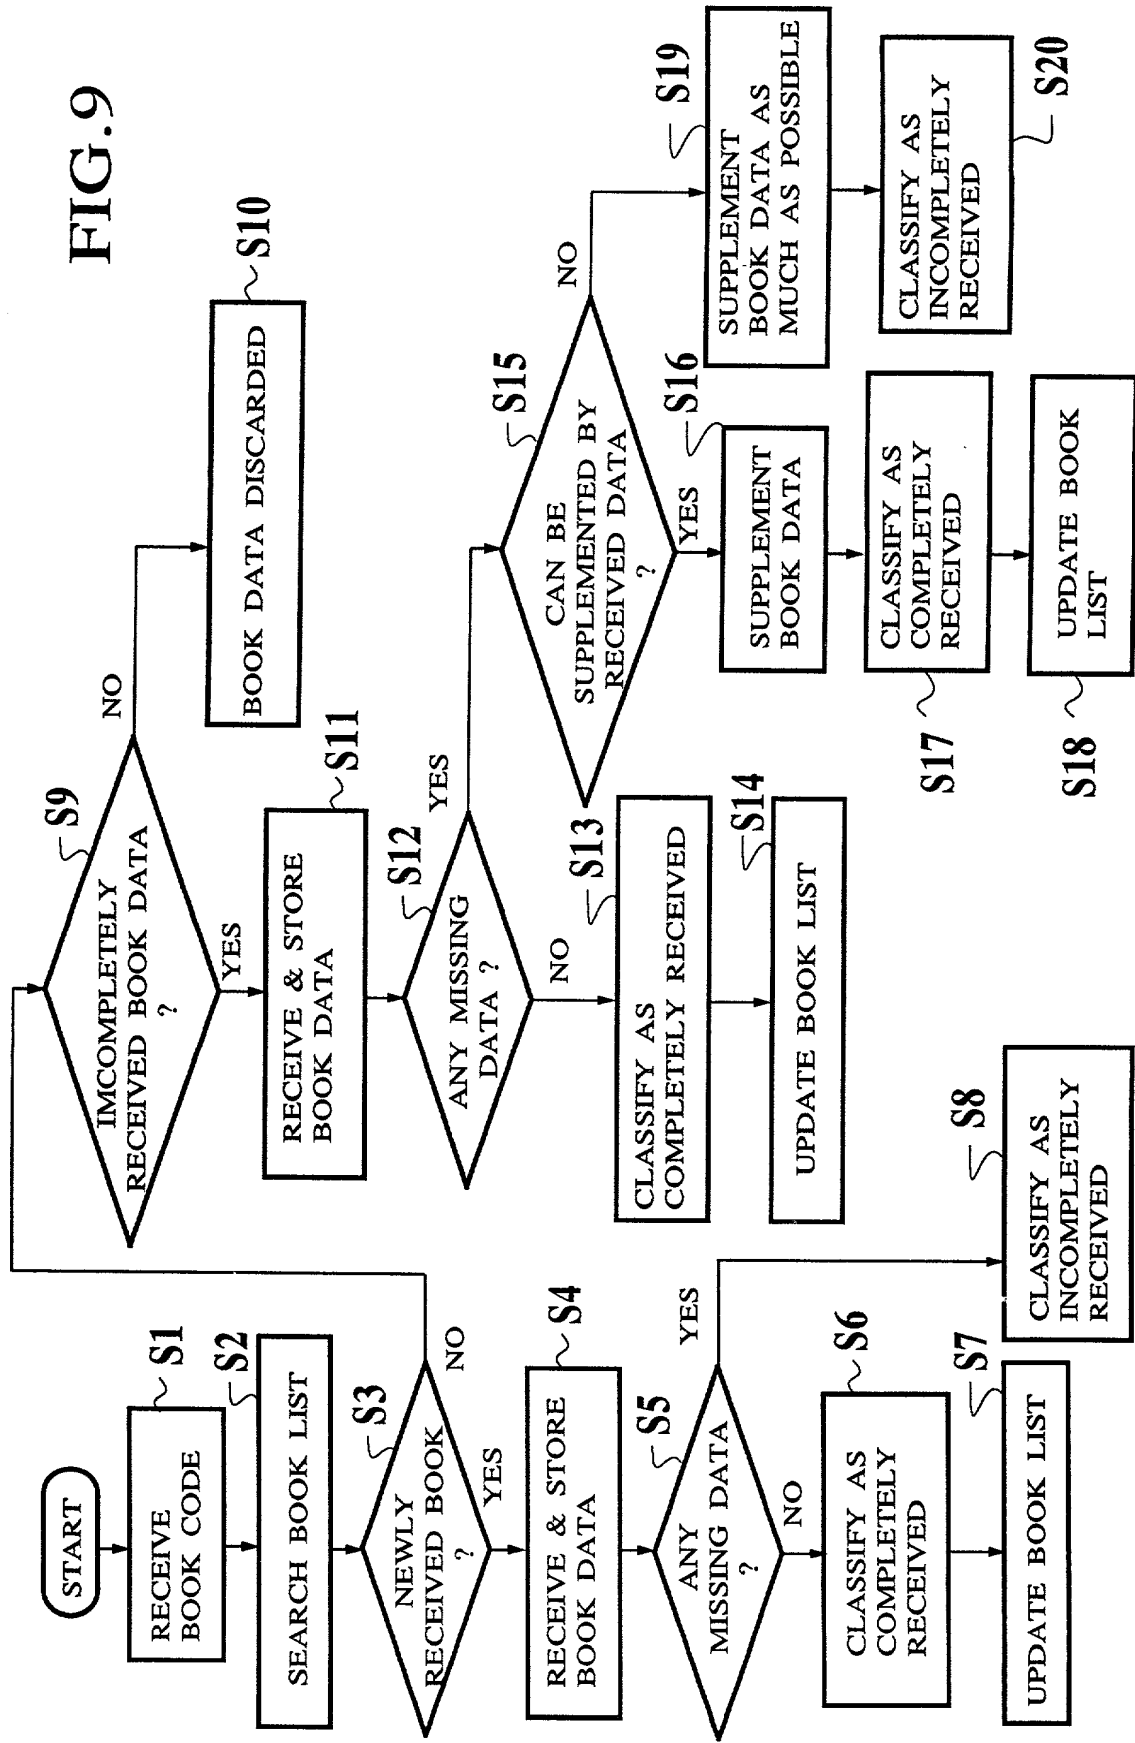 FIG.9
START
S1
RECEIVE
BOOK CODE
S2
SEARCH BOOK LIST
S3
NEWLY
RECEIVED BOOK
?
NO
YES
S4
RECEIVE & STORE
BOOK DATA
S5
ANY
MISSING DATA
?
YES
NO
S6
CLASSIFY AS
COMPLETELY
RECEIVED
S7
UPDATE BOOK LIST
S8
CLASSIFY AS
INCOMPLETELY
RECEIVED
S9
IMCOMPLETELY
RECEIVED BOOK DATA
?
NO
YES
S10
BOOK DATA DISCARDED
S11
RECEIVE & STORE
BOOK DATA
S12
ANY MISSING
DATA ?
YES
NO
S13
CLASSIFY AS
COMPLETELY RECEIVED
S14
UPDATE BOOK LIST
S15
CAN BE
SUPPLEMENTED BY
RECEIVED DATA
?
NO
YES
S16
SUPPLEMENT
BOOK DATA
S17
CLASSIFY AS
COMPLETELY
RECEIVED
S18
UPDATE BOOK
LIST
S19
SUPPLEMENT
BOOK DATA AS
MUCH AS POSSIBLE
S20
CLASSIFY AS
INCOMPLETELY
RECEIVED